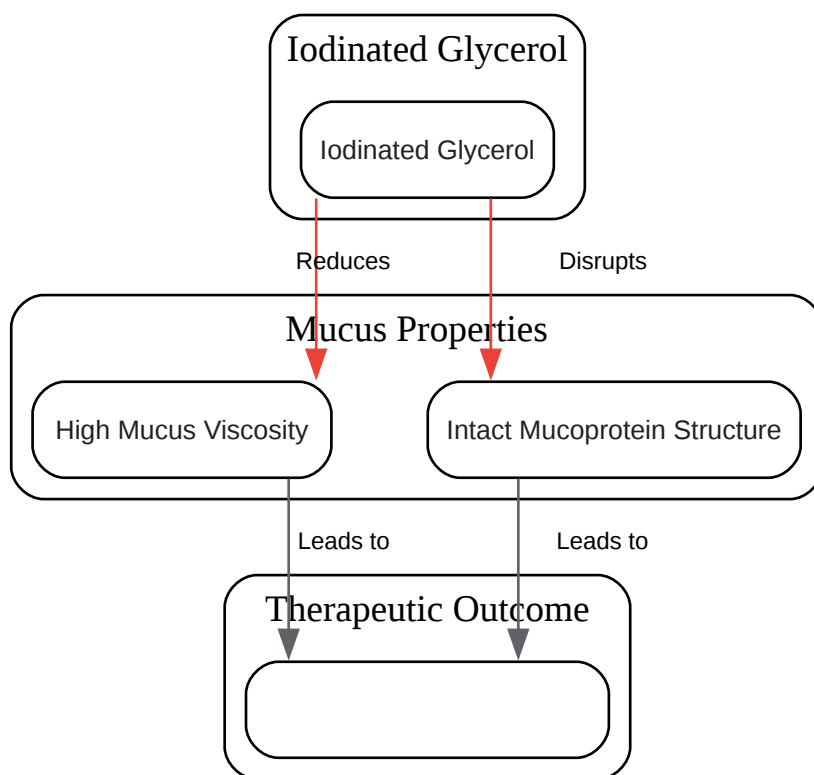 Iodinated Glycerol
Iodinated Glycerol
Reduces
Disrupts
Mucus Properties
High Mucus Viscosity
Intact Mucoprotein Structure
Leads to
Leads to
Therapeutic Outcome